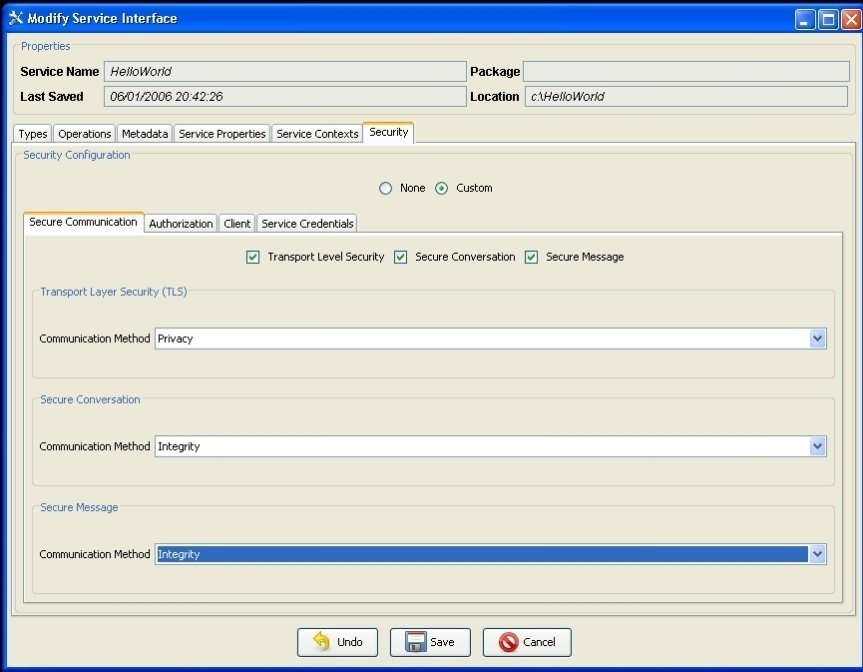 Modify Service Interface
Properties
Service Name HelloWorld Package
Last Saved 06/01/2006 20:42:26 Location c:\HelloWorld
Types Operations Metadata Service Properties Service Contexts Security
Security Configuration
None Custom
Secure Communication Authorization Client Service Credentials
Transport Level Security Secure Conversation Secure Message
Transport Layer Security (TLS)
Communication Method Privacy
Secure Conversation
Communication Method Integrity
Secure Message
Communication Method Integrity
Undo Save Cancel